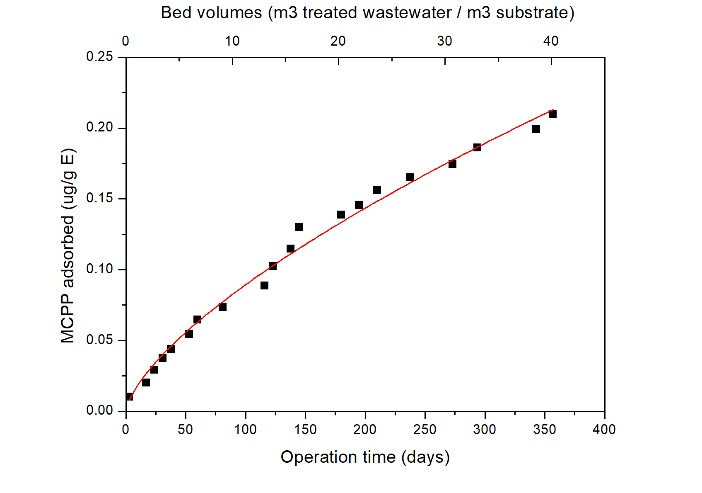 Bed volumes (m3 treated wastewater / m3 substrate)
0 10 20 30 40
0.25
0.20
0.15
0.10
0.05
0.00
MCPP adsorbed (ug/g E)
0 50 100 150 200 250 300 350 400
Operation time (days)